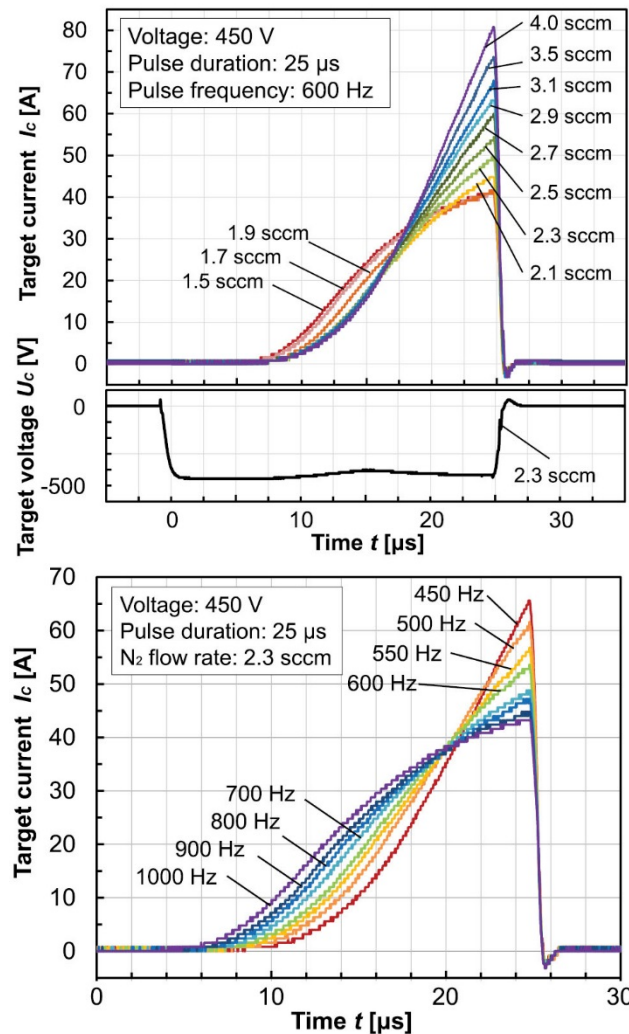 Voltage: 450 V
Pulse duration: 25 µs
Pulse frequency: 600 Hz
4.0 sccm
3.5 sccm
3.1 sccm
2.9 sccm
2.7 sccm
2.5 sccm
2.3 sccm
2.1 sccm
1.9 sccm
1.7 sccm
1.5 sccm
80
70
60
50
40
30
20
10
0
Target current Ic [A]
0
-500
Target voltage Uc [V]
2.3 sccm
0 10 20 30
Time t [µs]
Voltage: 450 V
Pulse duration: 25 µs
N2 flow rate: 2.3 sccm
450 Hz
500 Hz
550 Hz
600 Hz
700 Hz
800 Hz
900 Hz
1000 Hz
70
60
50
40
30
20
10
0
Target current Ic [A]
0 10 20 30
Time t [µs]